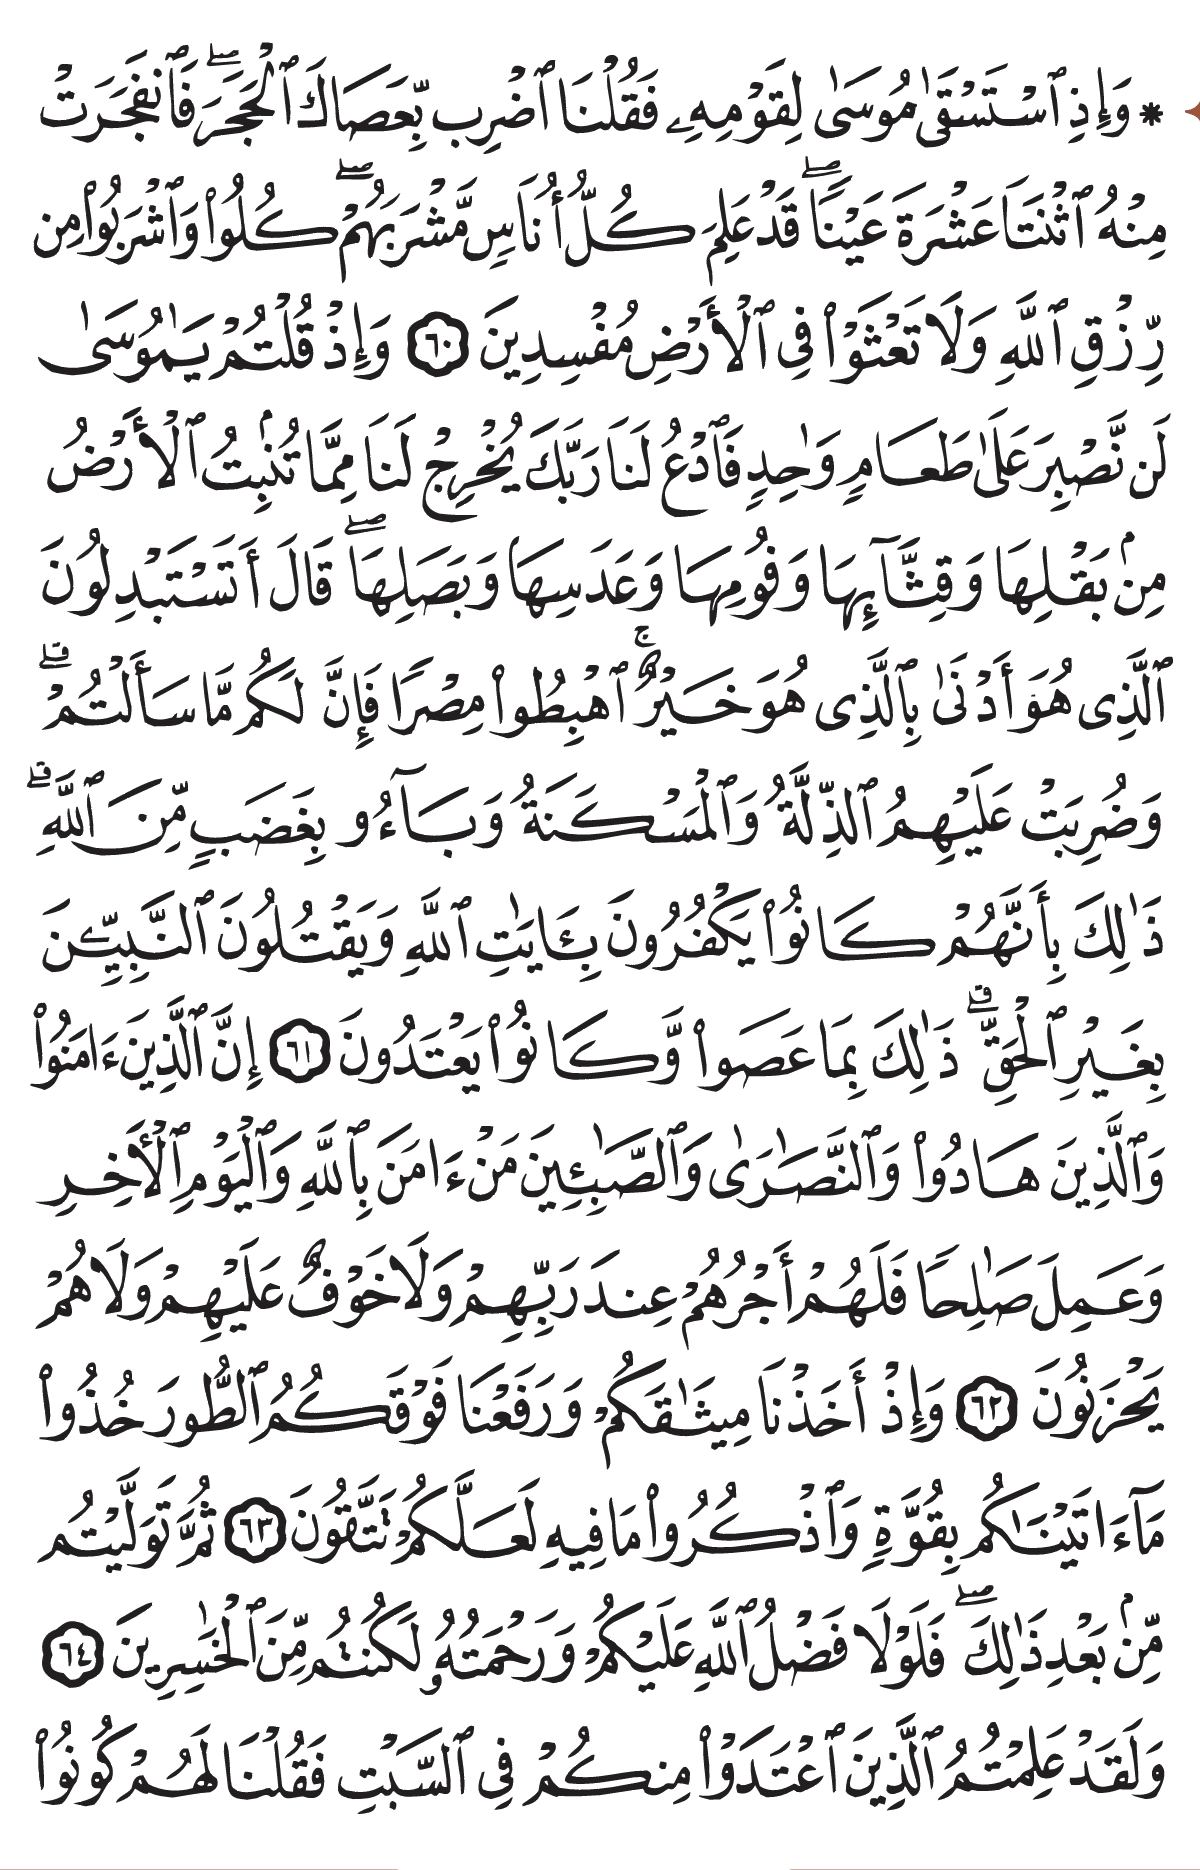 * وَإِذِ ٱسْتَسْقَىٰ مُوسَىٰ لِقَوْمِهِۦ فَقُلْنَا ٱضْرِب بِّعَصَاكَ ٱلْحَجَرَۖ فَٱنفَجَرَتْ
مِنْهُ ٱثْنَتَا عَشْرَةَ عَيْنًاۖ قَدْ عَلِمَ كُلُّ أُنَاسٍ مَّشْرَبَهُمْۖ كُلُوا۟ وَٱشْرَبُوا۟ مِن
رِّزْقِ ٱللَّهِ وَلَا تَعْثَوْا۟ فِى ٱلْأَرْضِ مُفْسِدِينَ ٦٠ وَإِذْ قُلْتُمْ يَـٰمُوسَىٰ
لَن نَّصْبِرَ عَلَىٰ طَعَامٍ وَٰحِدٍ فَٱدْعُ لَنَا رَبَّكَ يُخْرِجْ لَنَا مِمَّا تُنۢبِتُ ٱلْأَرْضُ
مِنۢ بَقْلِهَا وَقِثَّآئِهَا وَفُومِهَا وَعَدَسِهَا وَبَصَلِهَاۖ قَالَ أَتَسْتَبْدِلُونَ
ٱلَّذِى هُوَ أَدْنَىٰ بِٱلَّذِى هُوَ خَيْرٌۚ ٱهْبِطُوا۟ مِصْرًا فَإِنَّ لَكُم مَّا سَأَلْتُمْۗ
وَضُرِبَتْ عَلَيْهِمُ ٱلذِّلَّةُ وَٱلْمَسْكَنَةُ وَبَآءُو بِغَضَبٍ مِّنَ ٱللَّهِۗ
ذَٰلِكَ بِأَنَّهُمْ كَانُوا۟ يَكْفُرُونَ بِـَٔايَـٰتِ ٱللَّهِ وَيَقْتُلُونَ ٱلنَّبِيِّـۧنَ
بِغَيْرِ ٱلْحَقِّۗ ذَٰلِكَ بِمَا عَصَوا۟ وَّكَانُوا۟ يَعْتَدُونَ ٦١ إِنَّ ٱلَّذِينَ ءَامَنُوا۟
وَٱلَّذِينَ هَادُوا۟ وَٱلنَّصَـٰرَىٰ وَٱلصَّـٰبِـِٔينَ مَنْ ءَامَنَ بِٱللَّهِ وَٱلْيَوْمِ ٱلْأَخِرِ
وَعَمِلَ صَـٰلِحًا فَلَهُمْ أَجْرُهُمْ عِندَ رَبِّهِمْ وَلَا خَوْفٌ عَلَيْهِمْ وَلَا هُمْ
يَحْزَنُونَ ٦٢ وَإِذْ أَخَذْنَا مِيثَـٰقَكُمْ وَرَفَعْنَا فَوْقَكُمُ ٱلطُّورَ خُذُوا۟
مَآ ءَاتَيْنَـٰكُم بِقُوَّةٍ وَٱذْكُرُوا۟ مَا فِيهِ لَعَلَّكُمْ تَتَّقُونَ ٦٣ ثُمَّ تَوَلَّيْتُم
مِّنۢ بَعْدِ ذَٰلِكَۖ فَلَوْلَا فَضْلُ ٱللَّهِ عَلَيْكُمْ وَرَحْمَتُهُۥ لَكُنتُم مِّنَ ٱلْخَـٰسِرِينَ ٦٤
وَلَقَدْ عَلِمْتُمُ ٱلَّذِينَ ٱعْتَدَوْا۟ مِنكُمْ فِى ٱلسَّبْتِ فَقُلْنَا لَهُمْ كُونُوا۟